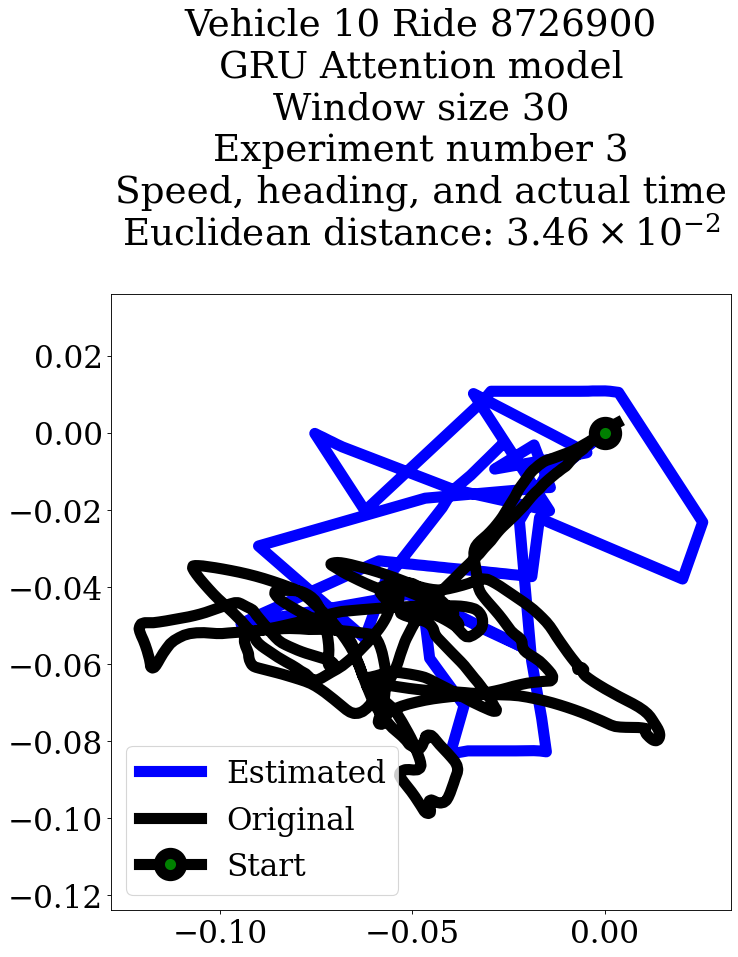 Vehicle 10 Ride 8726900
GRU Attention model
Window size 30
Experiment number 3
Speed, heading, and actual time
Euclidean distance: 3.46 × 10⁻²
0.02
0.00
−0.02
−0.04
−0.06
−0.08
−0.10
−0.12
Estimated
Original
Start
−0.10
−0.05
0.00